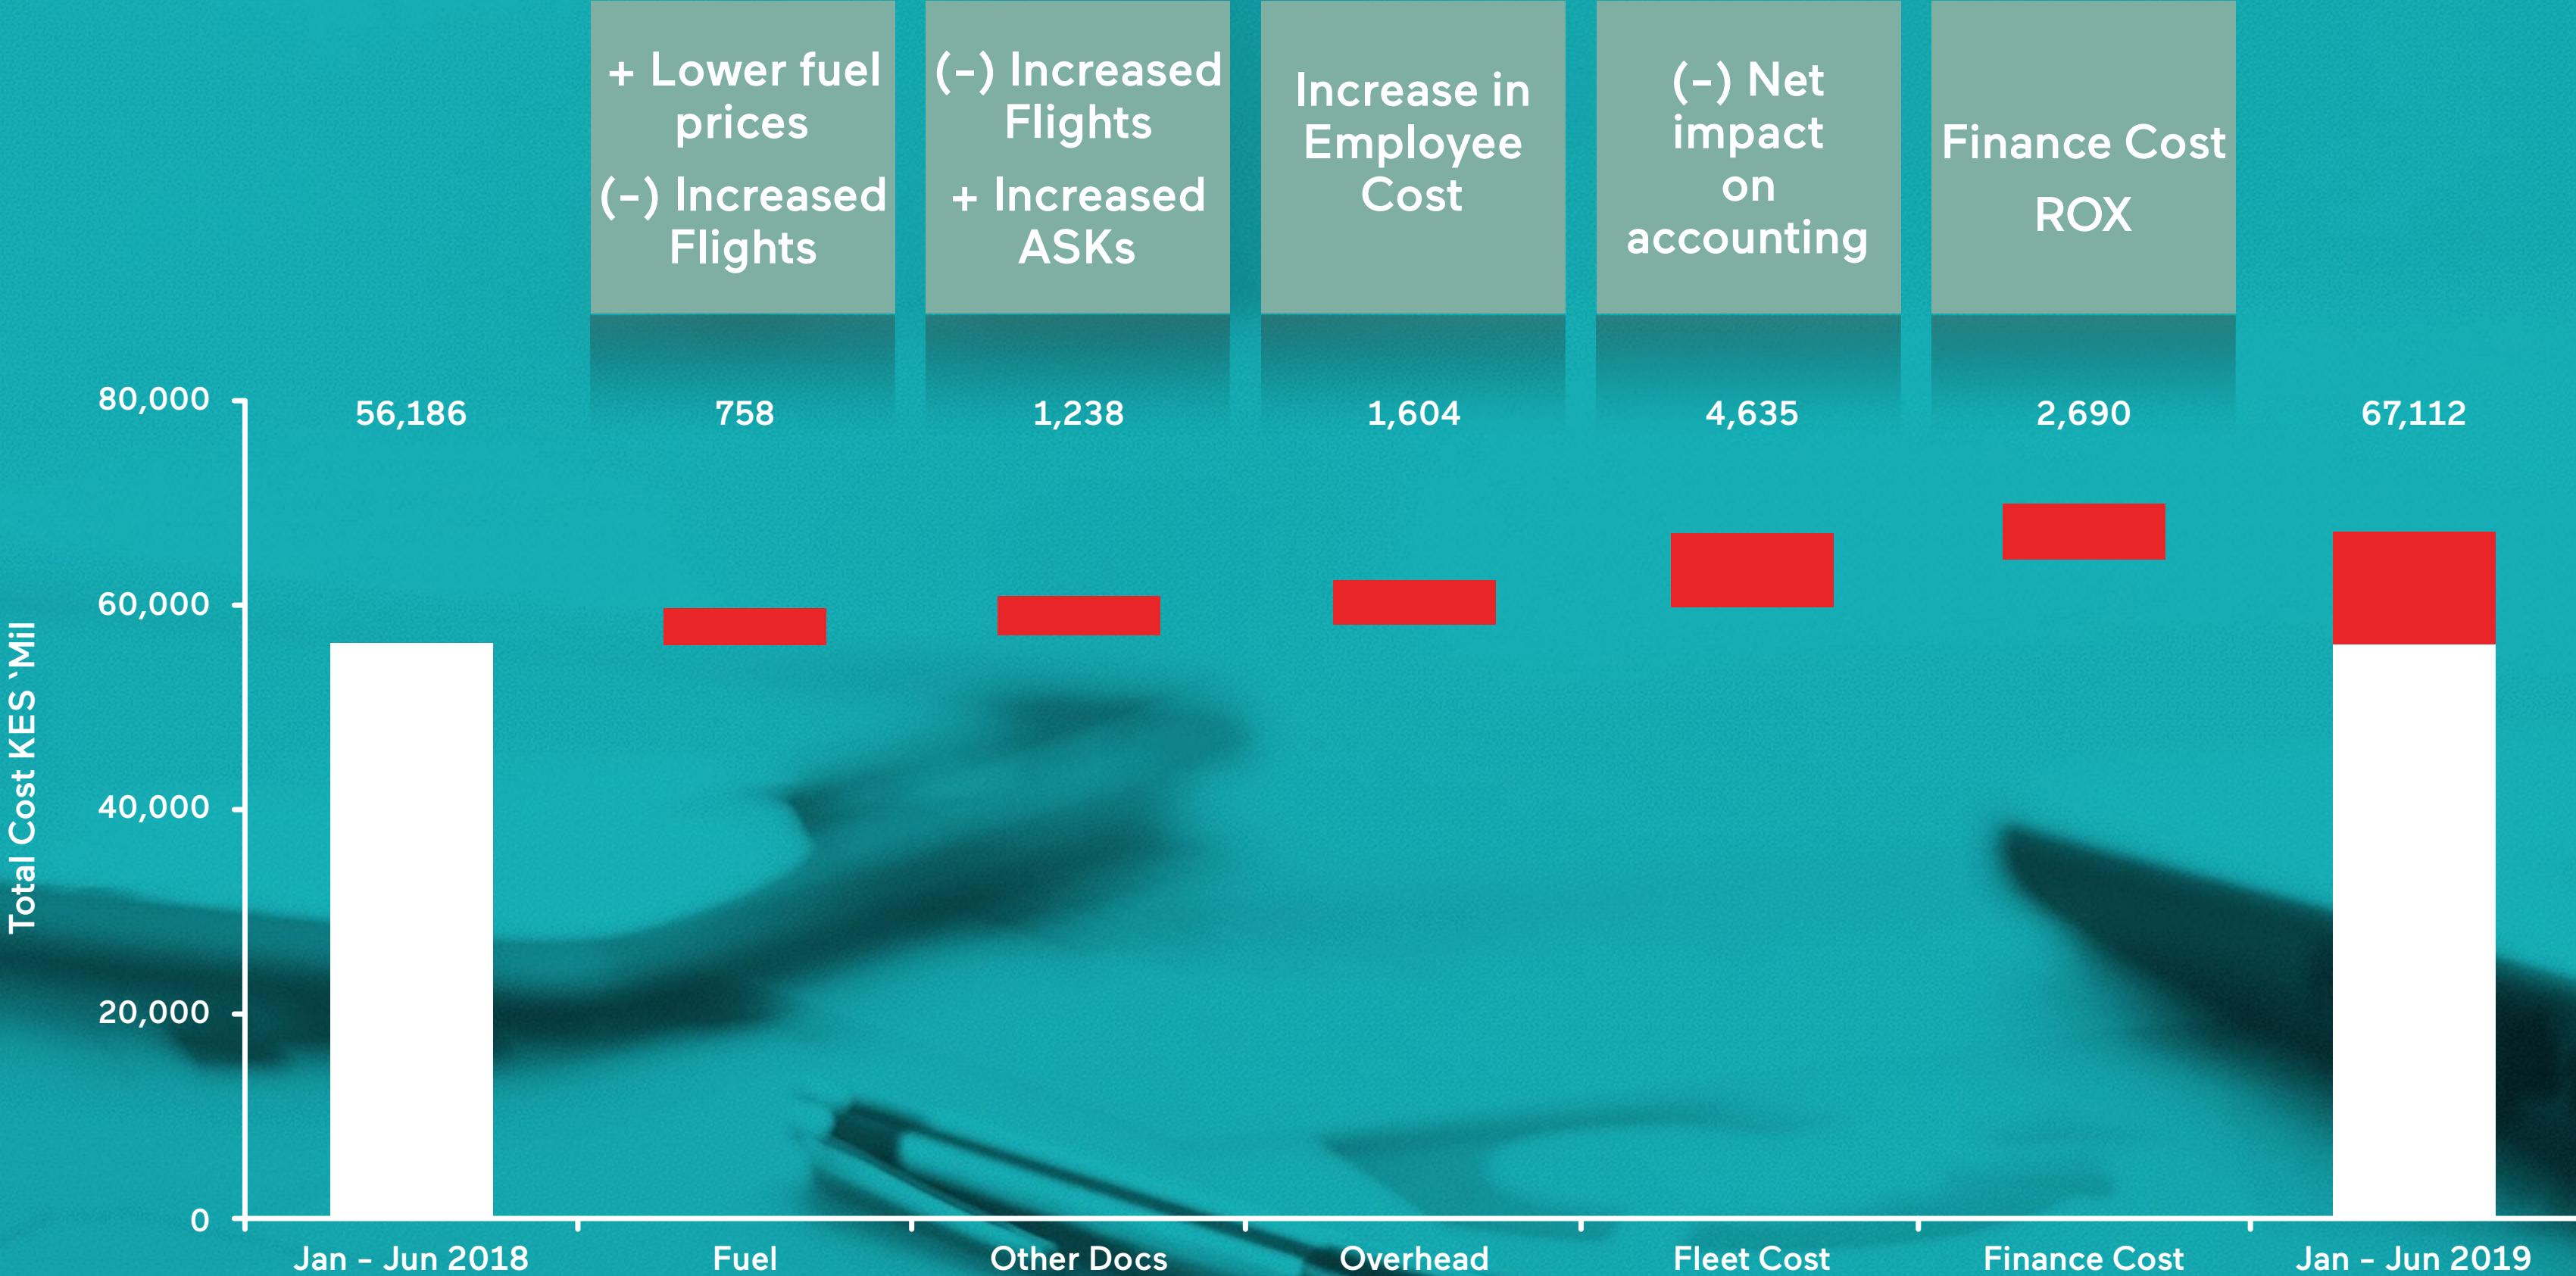 + Lower fuel
prices
(-) Increased
Flights
(-) Increased
Flights
+ Increased
ASKs
Increase in
Employee
Cost
(-) Net
impact
on
accounting
Finance Cost
ROX
80,000
60,000
40,000
20,000
0
Total Cost KES `Mil
56,186
758
1,238
1,604
4,635
2,690
67,112
Jan - Jun 2018
Fuel
Other Docs
Overhead
Fleet Cost
Finance Cost
Jan - Jun 2019